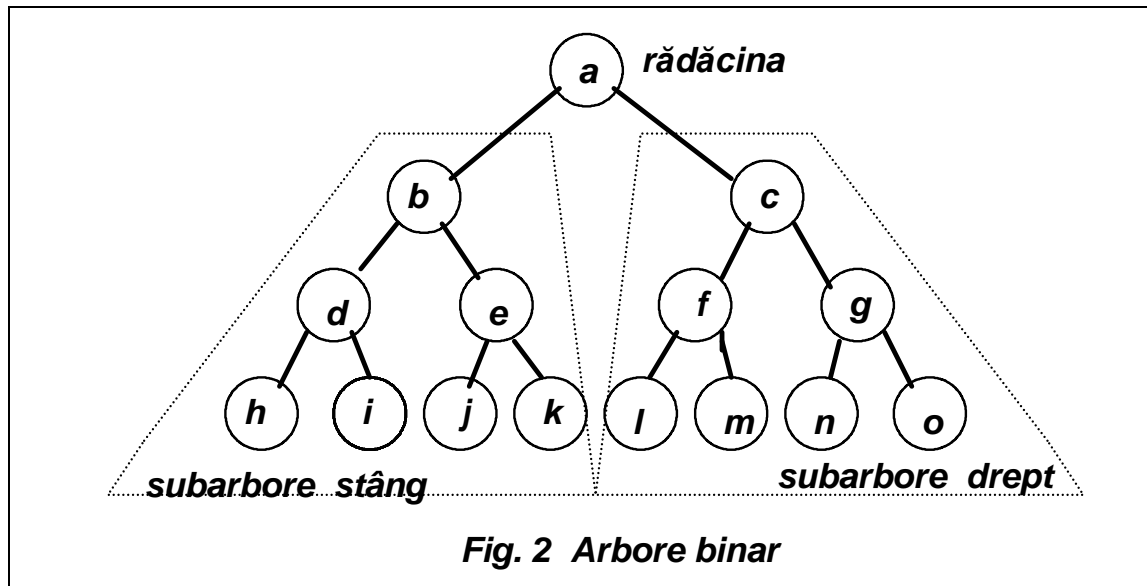 a rădăcina
b c
d e f g
h i j k l m n o
subarbore stâng subarbore drept
Fig. 2 Arbore binar